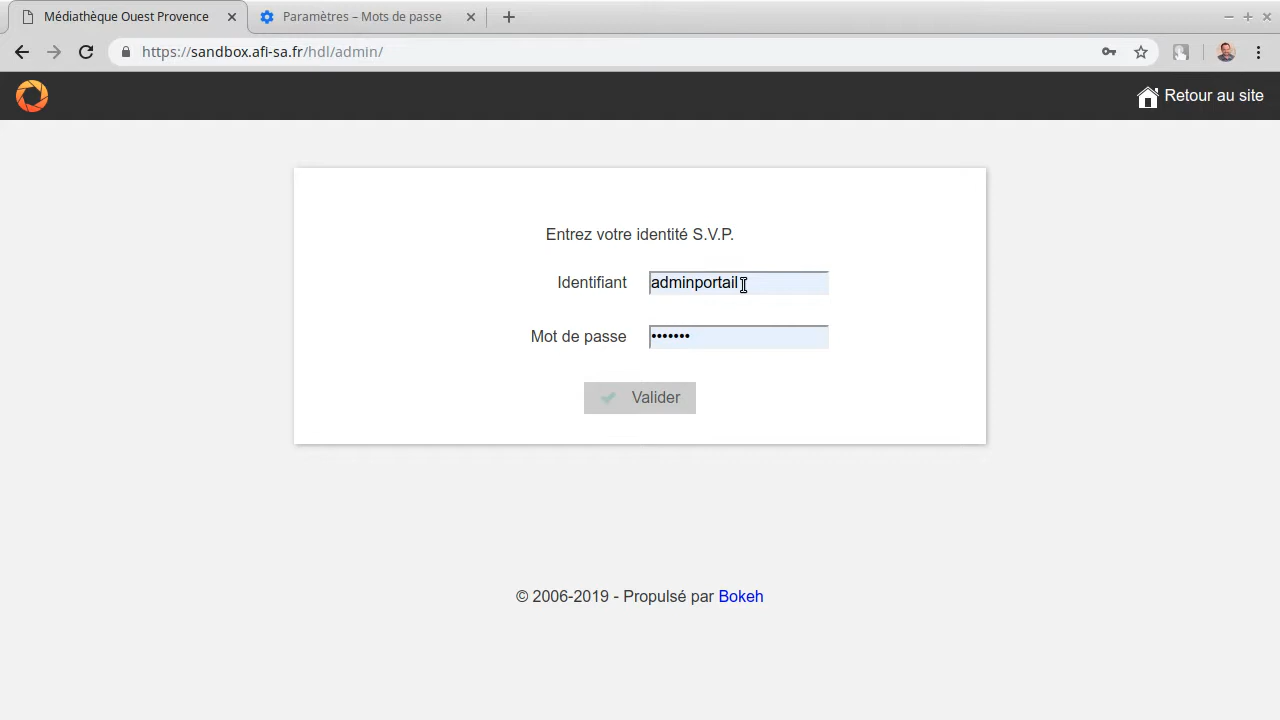 Médiathèque Ouest Provence
Paramètres – Mots de passe
https://sandbox.afi-sa.fr/hdl/admin/
Retour au site
Entrez votre identité S.V.P.
Identifiant adminportail
Mot de passe •••••••
Valider
© 2006-2019 - Propulsé par Bokeh